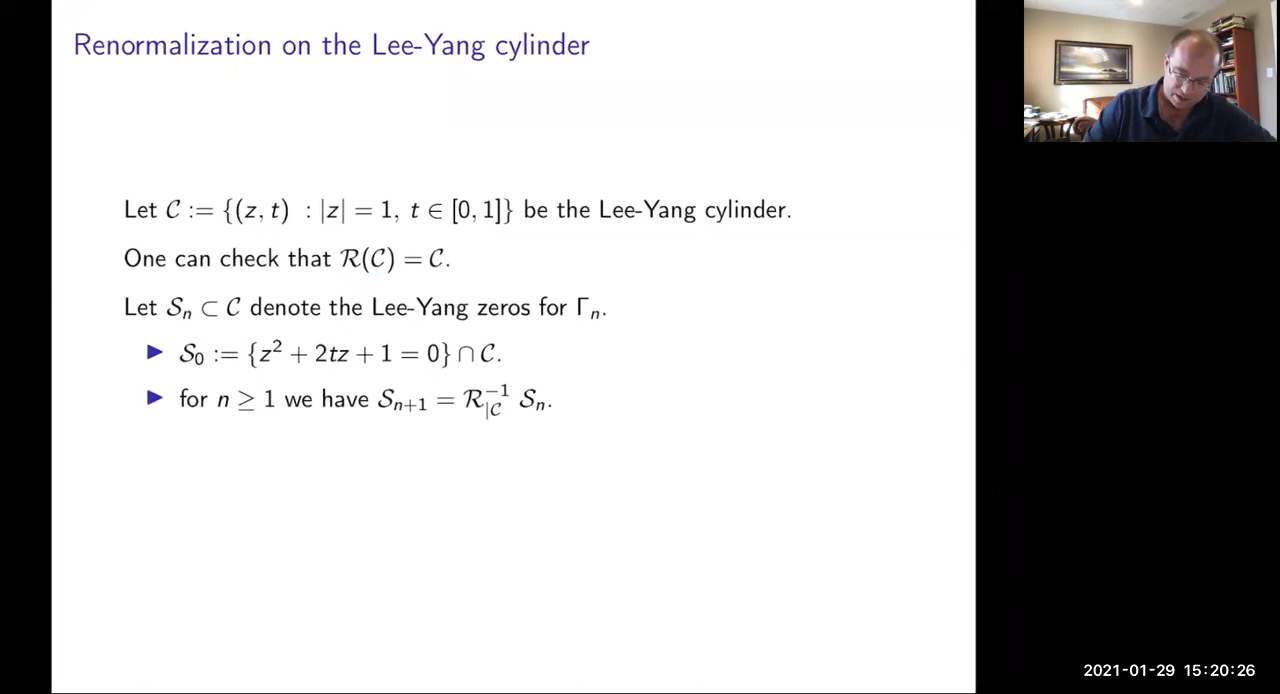 Renormalization on the Lee-Yang cylinder
Let 𝒞 := {(z, t) : |z| = 1, t ∈ [0, 1]} be the Lee-Yang cylinder.
One can check that ℛ(𝒞) = 𝒞.
Let 𝒮ₙ ⊂ 𝒞 denote the Lee-Yang zeros for Γₙ.
▶ 𝒮₀ := {z² + 2tz + 1 = 0} ∩ 𝒞.
▶ for n ≥ 1 we have 𝒮ₙ₊₁ = ℛ_{|𝒞}^{-1} 𝒮ₙ.
2021-01-29 15:20:26